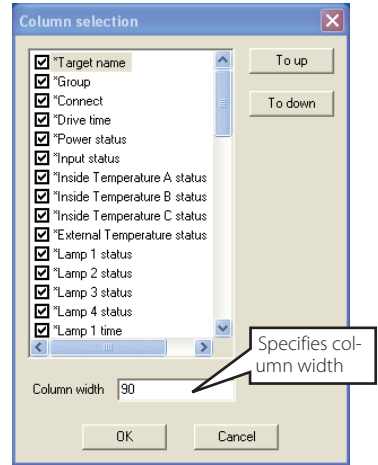 Column selection
*Target name
To up
*Group
*Connect
To down
*Drive time
*Power status
*Input status
*Inside Temperature A status
*Inside Temperature B status
*Inside Temperature C status
*External Temperature status
*Lamp 1 status
*Lamp 2 status
*Lamp 3 status
*Lamp 4 status
*Lamp 1 time
Specifies col-
umn width
Column width 90
OK
Cancel